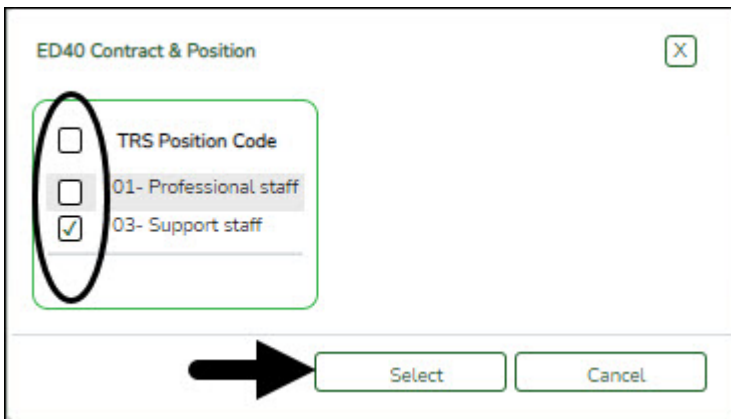 ED40 Contract & Position
X
TRS Position Code
01- Professional staff
03- Support staff
Select
Cancel